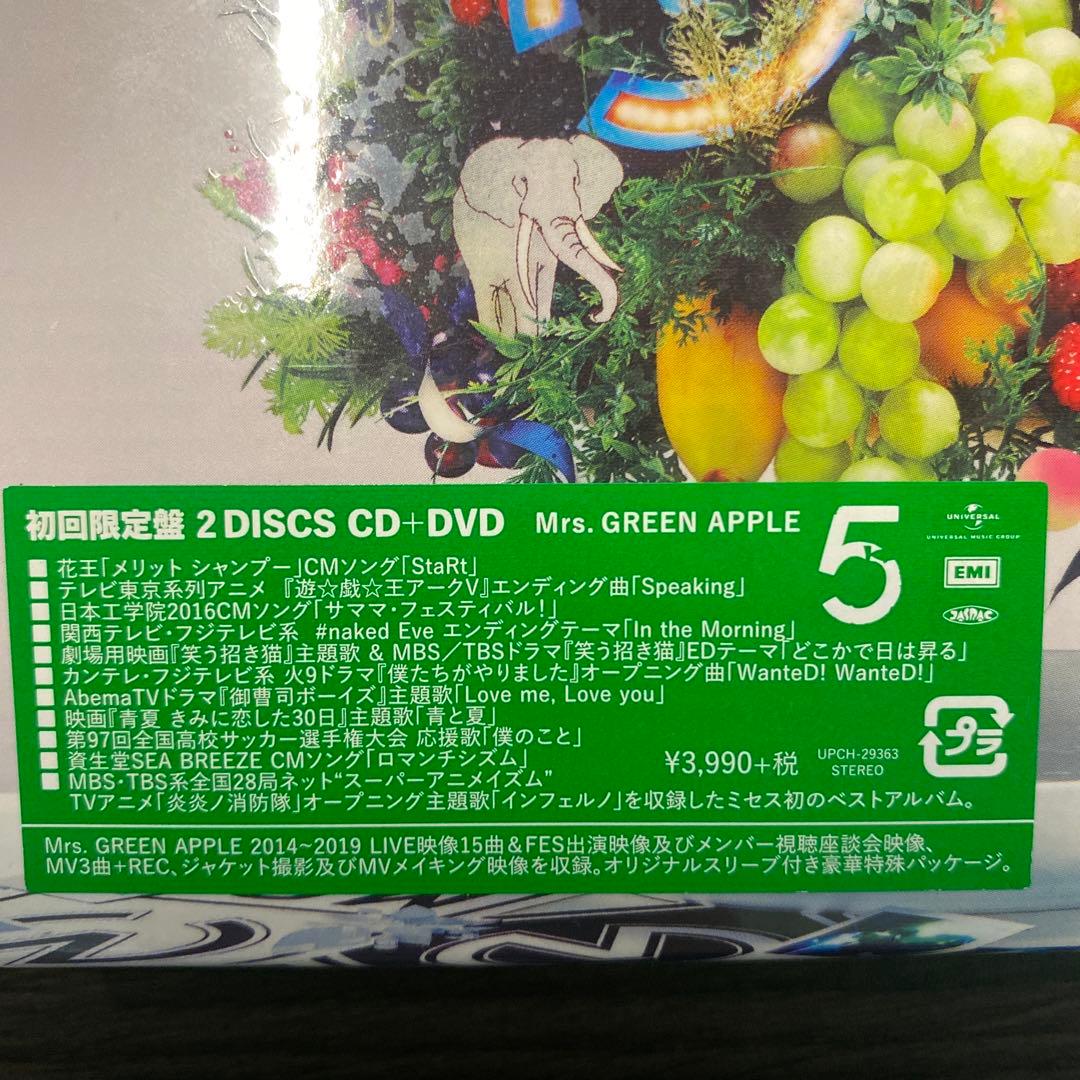 初回限定盤 2DISCS CD+DVD Mrs. GREEN APPLE 5
UNIVERSAL
UNIVERSAL MUSIC GROUP
EMI
JASRAC
■ 花王「メリット シャンプー」CMソング「StaRt」
■ テレビ東京系列アニメ 『遊☆戯☆王アークV』エンディング曲「Speaking」
■ 日本工学院2016CMソング「サママ・フェスティバル!」
■ 関西テレビ・フジテレビ系 #naked Eve エンディングテーマ「In the Morning」
■ 劇場用映画『笑う招き猫』主題歌 & MBS/TBSドラマ『笑う招き猫』EDテーマ「どこかで日は昇る」
■ カンテレ・フジテレビ系 火9ドラマ『僕たちがやりました』オープニング曲「WanteD! WanteD!」
■ AbemaTVドラマ『御曹司ボーイズ』主題歌「Love me, Love you」
■ 映画『青夏 きみに恋した30日』主題歌「青と夏」
■ 第97回全国高校サッカー選手権大会 応援歌「僕のこと」
■ 資生堂SEA BREEZE CMソング「ロマンチシズム」
■ MBS・TBS系全国28局ネット“スーパーアニメイズム”
TVアニメ「炎炎ノ消防隊」オープニング主題歌「インフェルノ」を収録したミセス初のベストアルバム。
¥3,990+税
UPCH-29363
STEREO
プラ
Mrs. GREEN APPLE 2014~2019 LIVE映像15曲&FES出演映像及びメンバー視聴座談会映像、
MV3曲+REC、ジャケット撮影及びMVメイキング映像を収録。オリジナルスリーブ付き豪華特殊パッケージ。